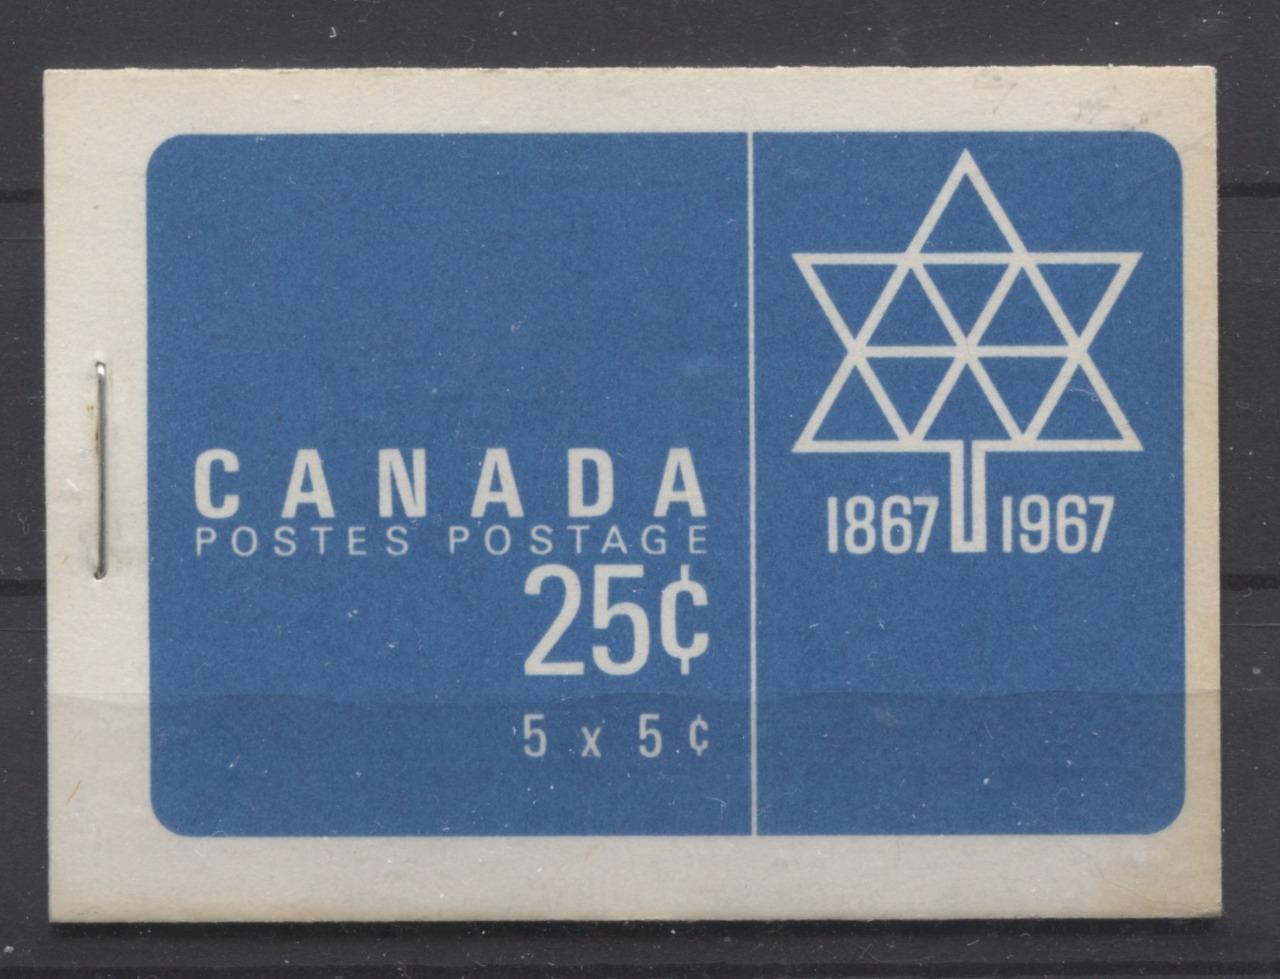 CANADA
POSTES POSTAGE
25¢
5 x 5¢
1867 1967